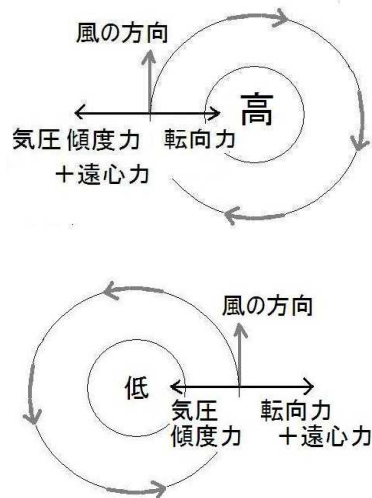 風の方向
高
気圧傾度力 転向力
＋遠心力
風の方向
低
気圧 転向力
傾度力 ＋遠心力